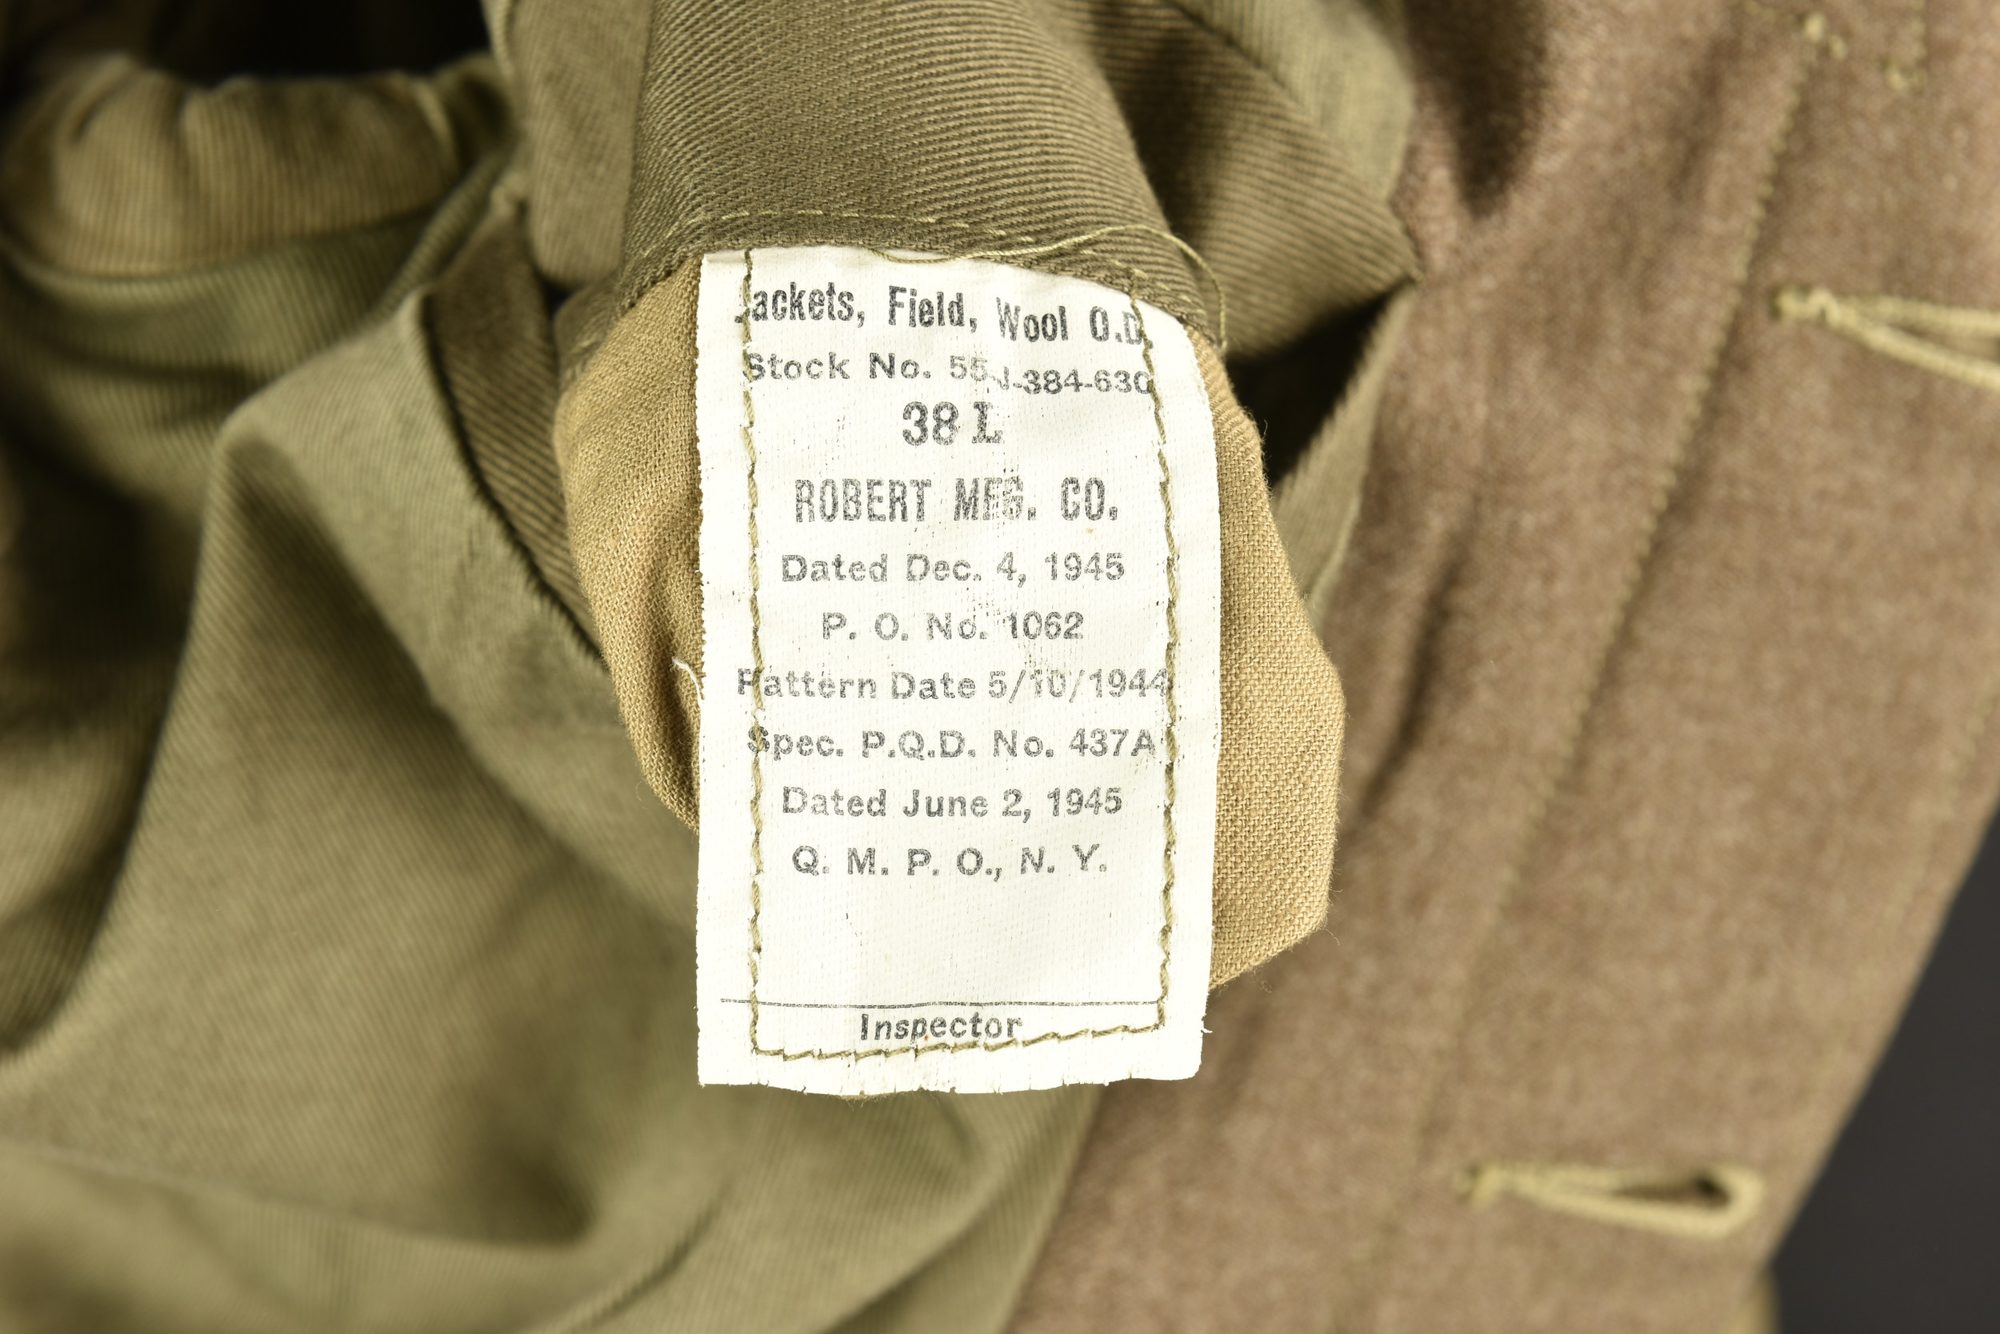 Jackets, Field, Wool O.D.
Stock No. 55-J-384-630
38 L
ROBERT MFG. CO.
Dated Dec. 4, 1945
P. O. No. 1062
Pattern Date 5/10/1944
Spec. P.Q.D. No. 437A
Dated June 2, 1945
Q. M. P. O., N. Y.
Inspector